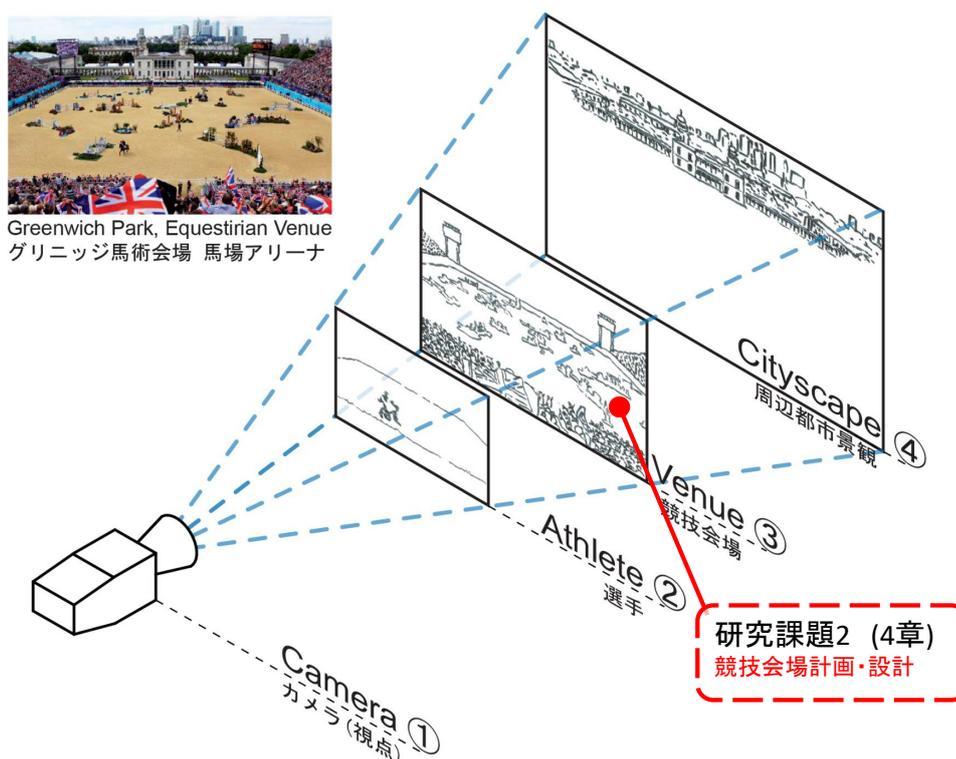 Greenwich Park, Equestrian Venue
グリニッジ馬術会場 馬場アリーナ
Cityscape ④
周辺都市景観
Venue ③
競技会場
Athlete ②
選手
研究課題2 (4章)
競技会場計画・設計
Camera ①
カメラ(視点)